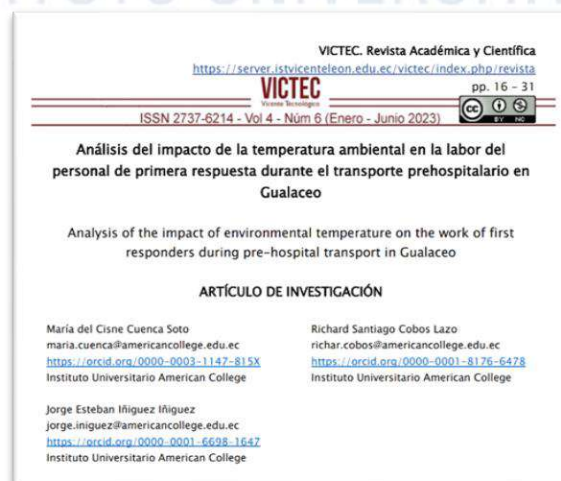 VICTEC. Revista Académica y Científica
https://server.istvicenteleon.edu.ec/victec/index.php/revista
VICTEC
Vicente Tecnológico
pp. 16 – 31
ISSN 2737-6214 - Vol 4 - Núm 6 (Enero - Junio 2023)
cc BY NC
Análisis del impacto de la temperatura ambiental en la labor del
personal de primera respuesta durante el transporte prehospitalario en
Gualaceo
Analysis of the impact of environmental temperature on the work of first
responders during pre-hospital transport in Gualaceo
ARTÍCULO DE INVESTIGACIÓN
María del Cisne Cuenca Soto
maria.cuenca@americancollege.edu.ec
https://orcid.org/0000-0003-1147-815X
Instituto Universitario American College
Richard Santiago Cobos Lazo
richar.cobos@americancollege.edu.ec
https://orcid.org/0000-0001-8176-6478
Instituto Universitario American College
Jorge Esteban Iñiguez Iñiguez
jorge.iniguez@americancollege.edu.ec
https://orcid.org/0000-0001-6698-1647
Instituto Universitario American College